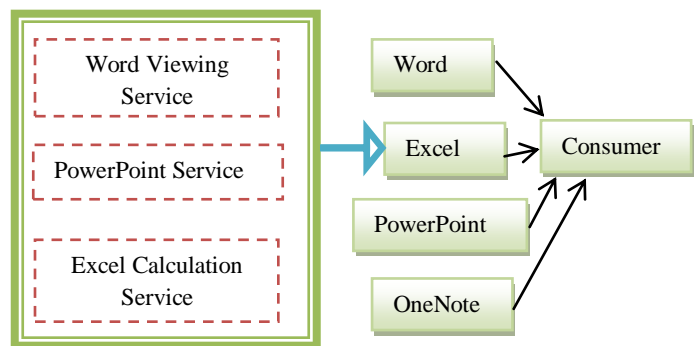 Word Viewing
Service
PowerPoint Service
Excel Calculation
Service
Word
Excel
PowerPoint
OneNote
Consumer